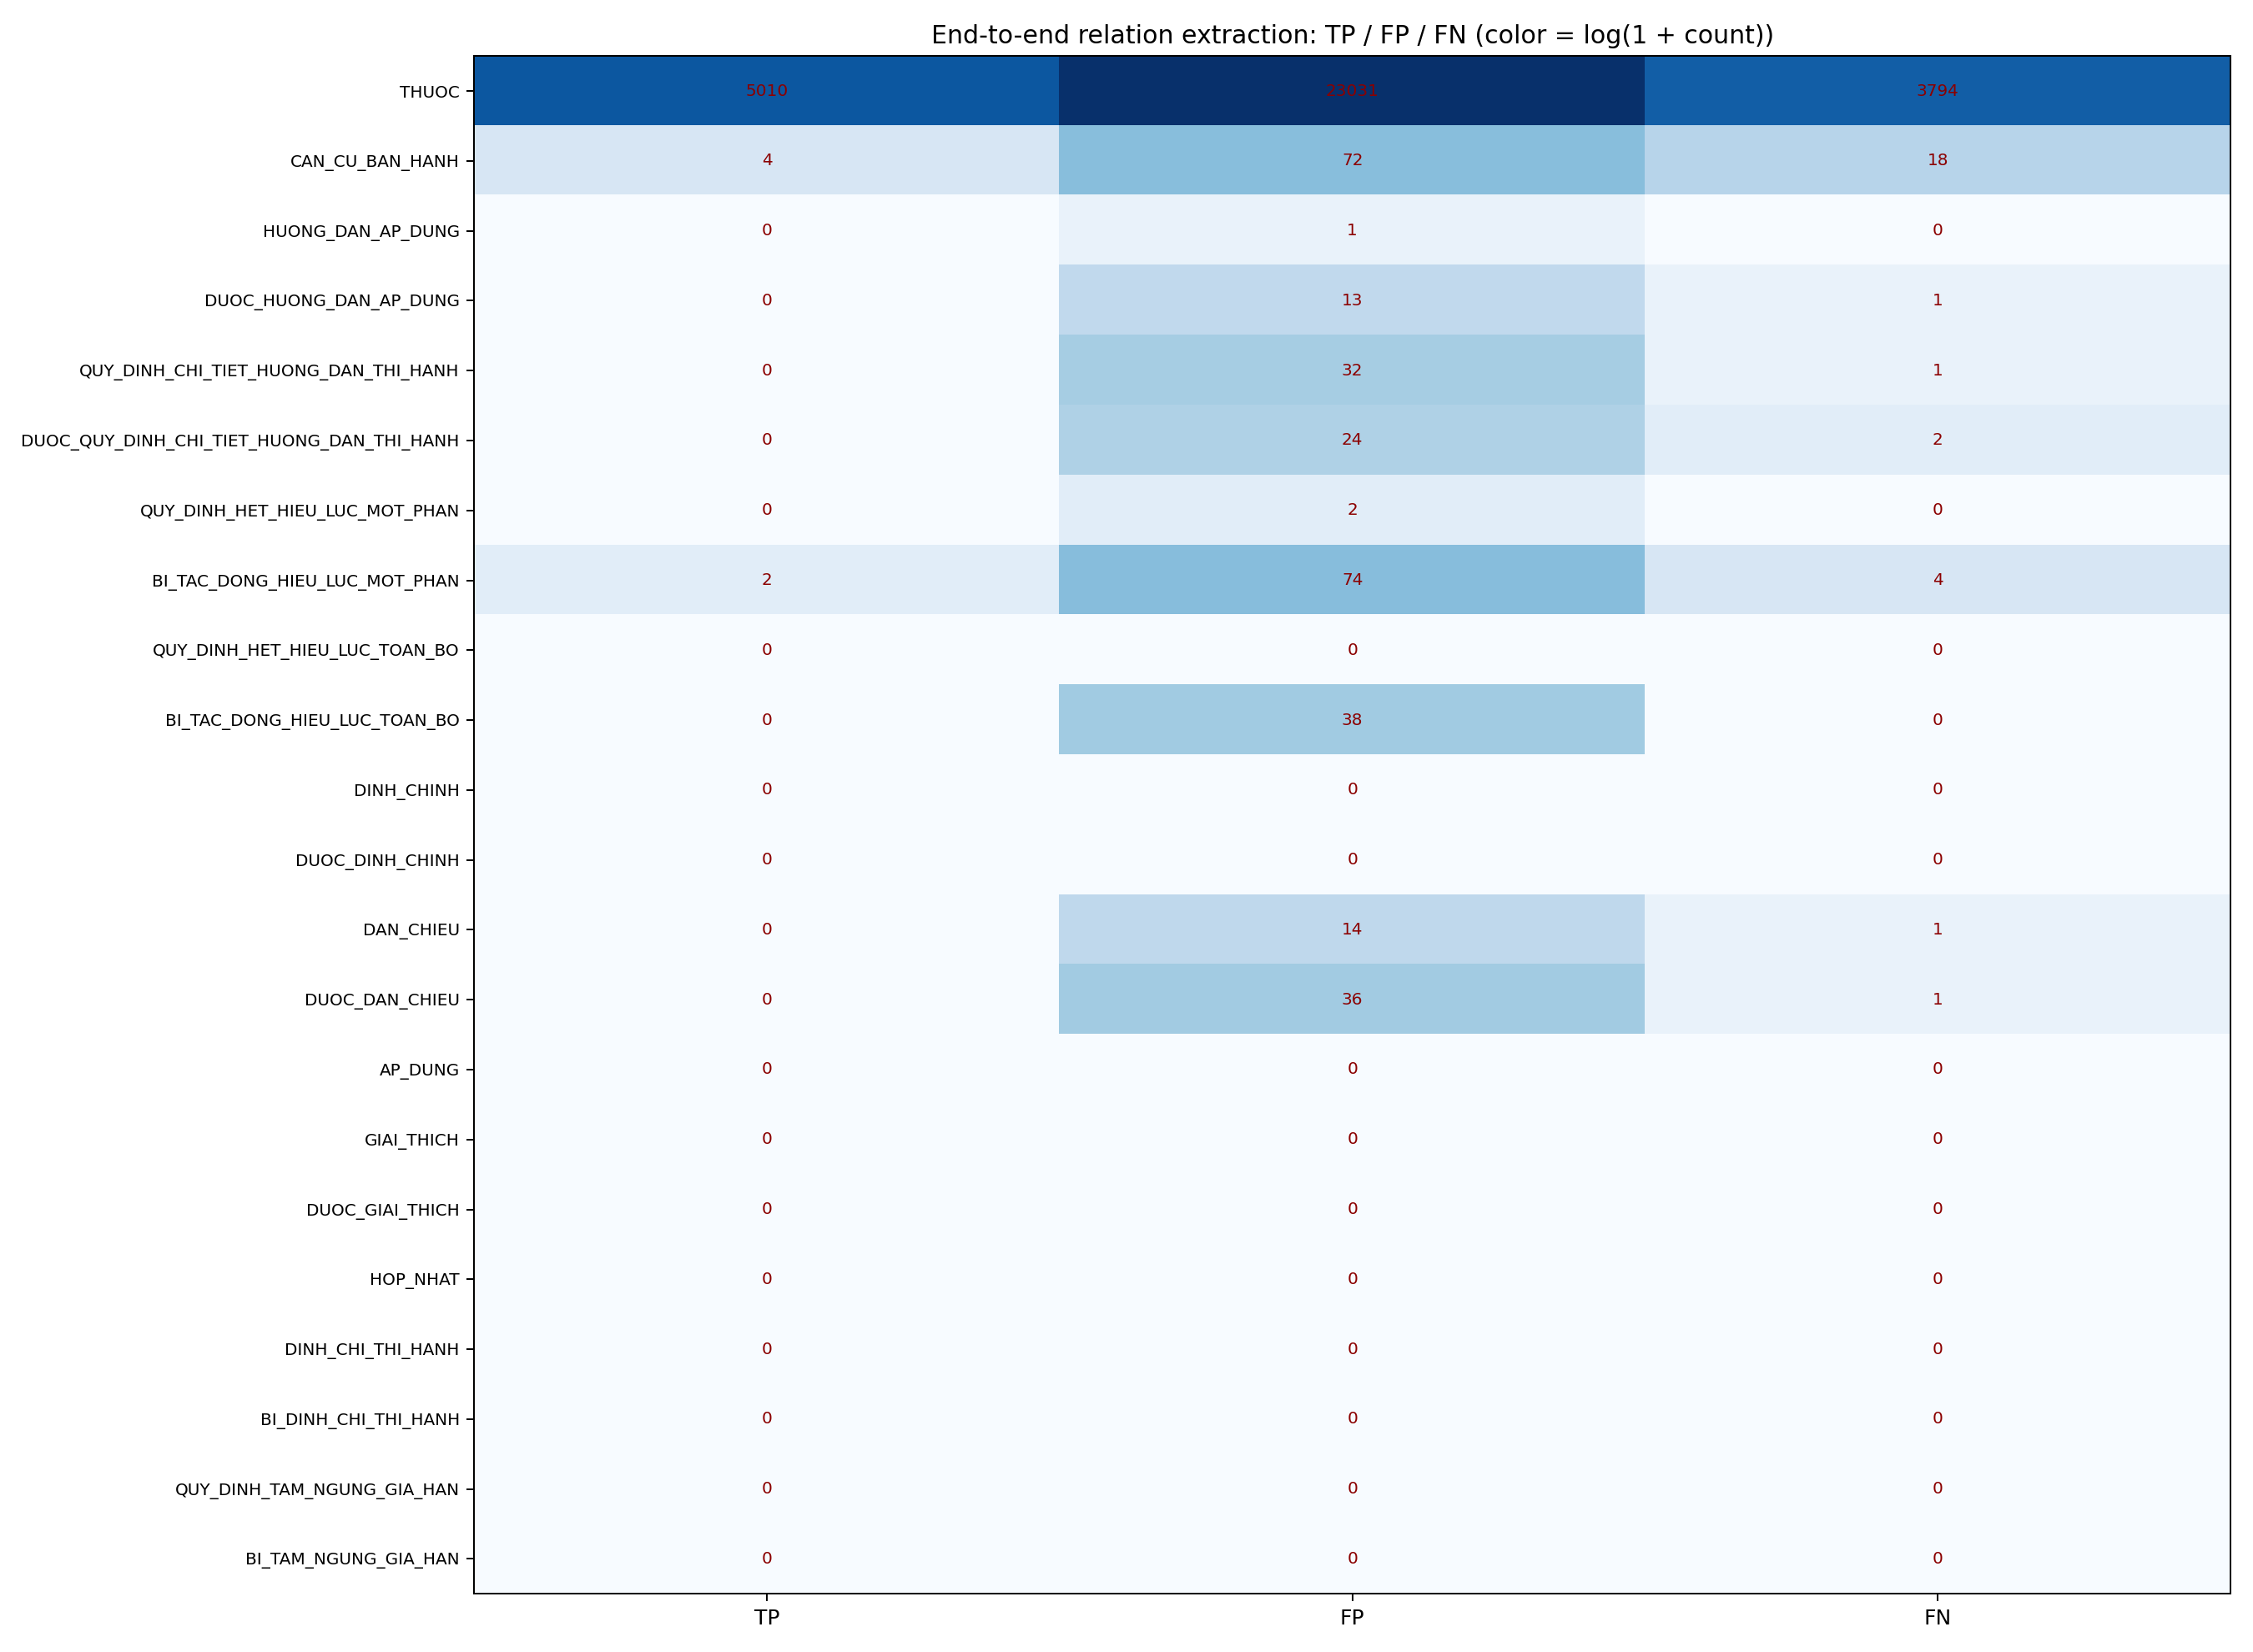 End-to-end relation extraction: TP / FP / FN (color = log(1 + count))
THUOC 5010 3794
CAN_CU_BAN_HANH 4 72 18
HUONG_DAN_AP_DUNG 0 1 0
DUOC_HUONG_DAN_AP_DUNG 0 13 1
QUY_DINH_CHI_TIET_HUONG_DAN_THI_HANH 0 32 1
DUOC_QUY_DINH_CHI_TIET_HUONG_DAN_THI_HANH 0 24 2
QUY_DINH_HET_HIEU_LUC_MOT_PHAN 0 2 0
BI_TAC_DONG_HIEU_LUC_MOT_PHAN 2 74 4
QUY_DINH_HET_HIEU_LUC_TOAN_BO 0 0 0
BI_TAC_DONG_HIEU_LUC_TOAN_BO 0 38 0
DINH_CHINH 0 0 0
DUOC_DINH_CHINH 0 0 0
DAN_CHIEU 0 14 1
DUOC_DAN_CHIEU 0 36 1
AP_DUNG 0 0 0
GIAI_THICH 0 0 0
DUOC_GIAI_THICH 0 0 0
HOP_NHAT 0 0 0
DINH_CHI_THI_HANH 0 0 0
BI_DINH_CHI_THI_HANH 0 0 0
QUY_DINH_TAM_NGUNG_GIA_HAN 0 0 0
BI_TAM_NGUNG_GIA_HAN 0 0 0
TP FP FN